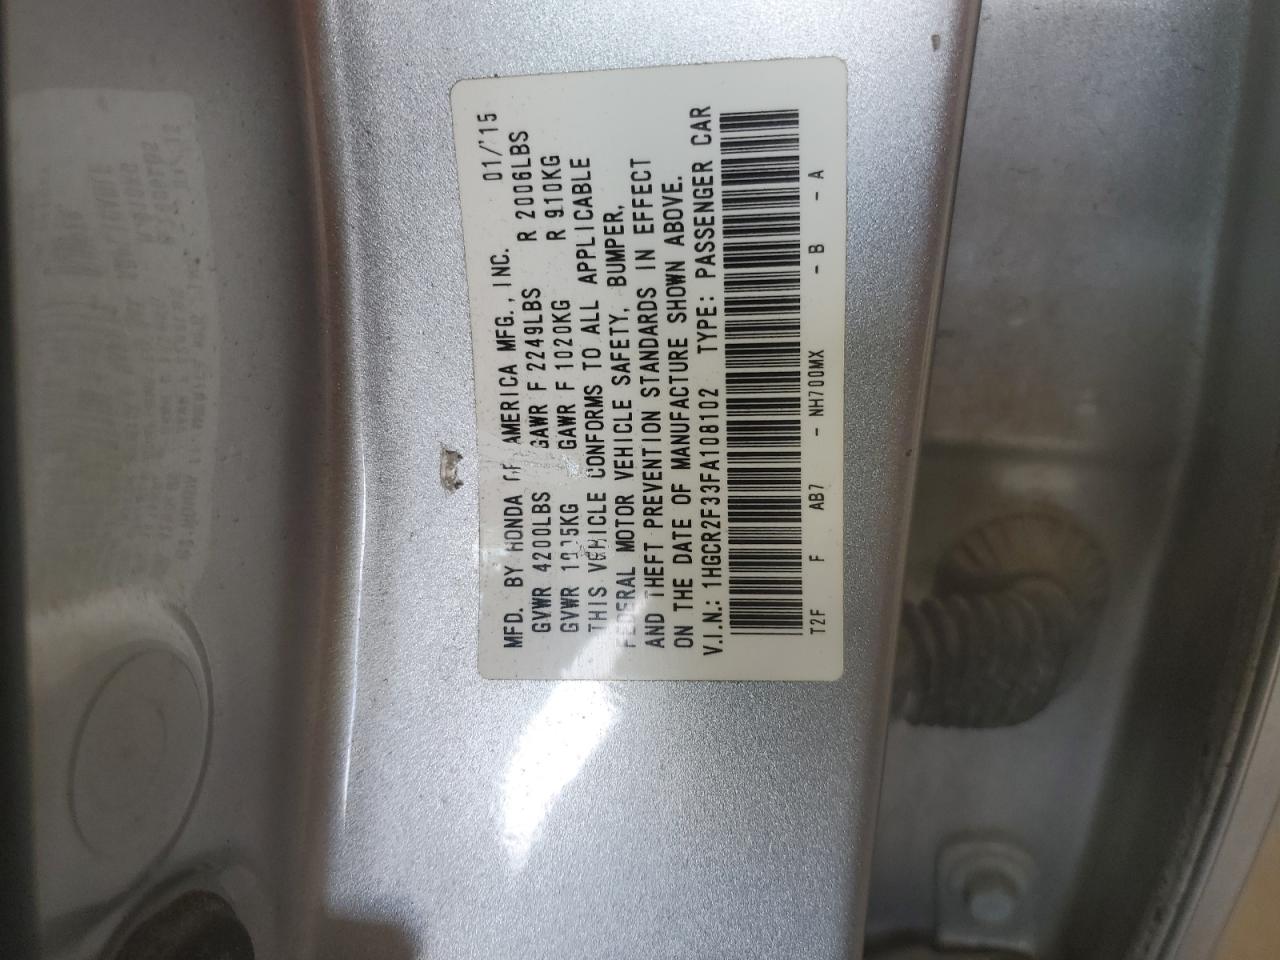 MFD. BY HONDA OF AMERICA MFG., INC. 01/'15
GVWR 4200LBS GAWR F 2249LBS R 2006LBS
GVWR KG GAWR F 1020KG R 910KG
THIS VEHICLE CONFORMS TO ALL APPLICABLE
FEDERAL MOTOR VEHICLE SAFETY, BUMPER,
AND THEFT PREVENTION STANDARDS IN EFFECT
ON THE DATE OF MANUFACTURE SHOWN ABOVE.
V.I.N.: 1HGCR2F33FA108102 TYPE: PASSENGER CAR
T2F F AB7 - NH700MX - B - A